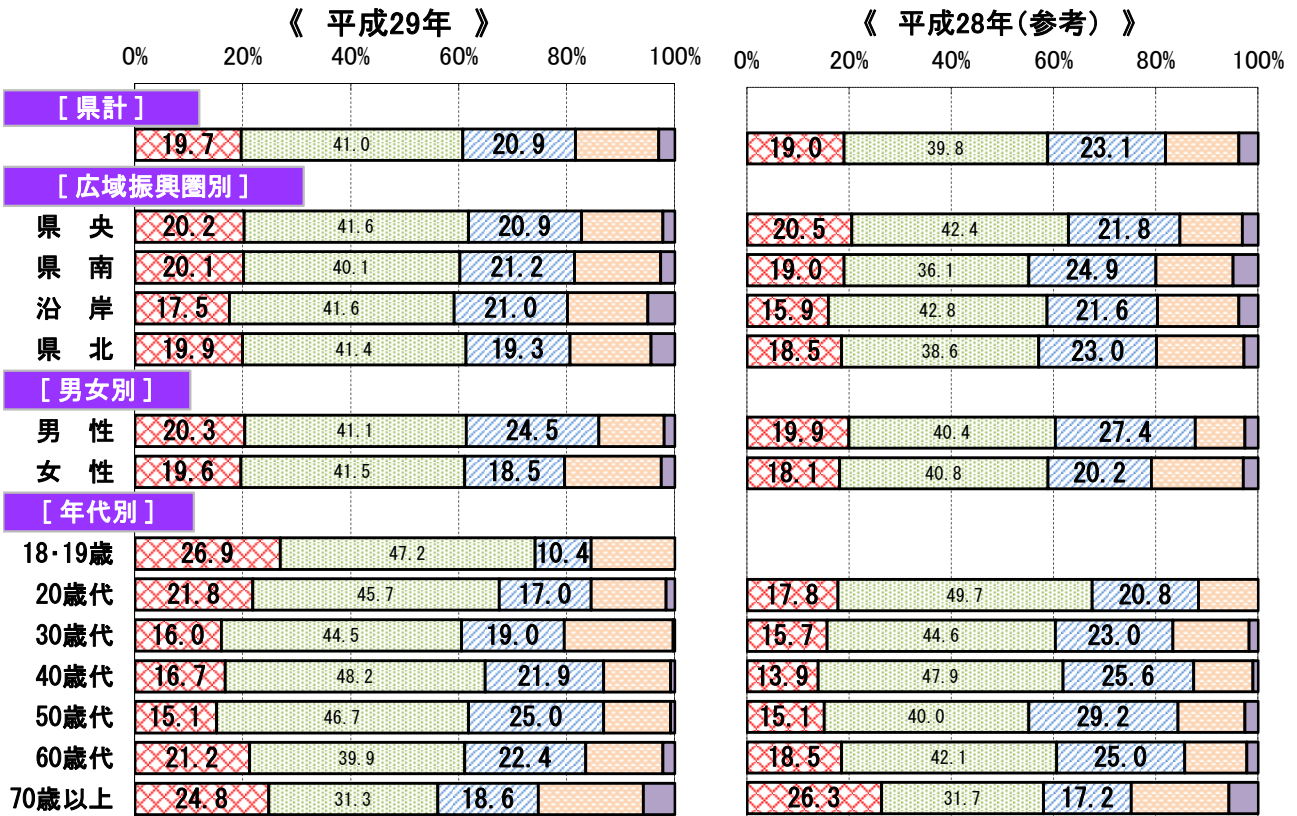 《 平成29年 》 《 平成28年(参考) 》
0% 20% 40% 60% 80% 100% 0% 20% 40% 60% 80% 100%
[ 県計 ]
19.7 41.0 20.9 19.0 39.8 23.1
[ 広域振興圏別 ]
県 央 20.2 41.6 20.9 20.5 42.4 21.8
県 南 20.1 40.1 21.2 19.0 36.1 24.9
沿 岸 17.5 41.6 21.0 15.9 42.8 21.6
県 北 19.9 41.4 19.3 18.5 38.6 23.0
[ 男女別 ]
男 性 20.3 41.1 24.5 19.9 40.4 27.4
女 性 19.6 41.5 18.5 18.1 40.8 20.2
[ 年代別 ]
18・19歳 26.9 47.2 10.4
20歳代 21.8 45.7 17.0 17.8 49.7 20.8
30歳代 16.0 44.5 19.0 15.7 44.6 23.0
40歳代 16.7 48.2 21.9 13.9 47.9 25.6
50歳代 15.1 46.7 25.0 15.1 40.0 29.2
60歳代 21.2 39.9 22.4 18.5 42.1 25.0
70歳以上 24.8 31.3 18.6 26.3 31.7 17.2